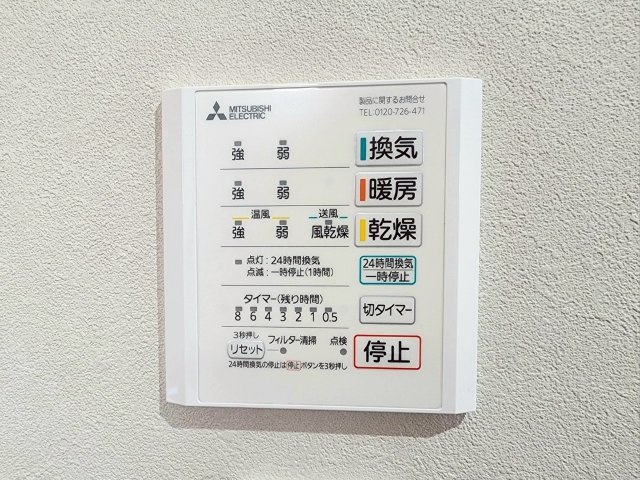 MITSUBISHI
ELECTRIC
製品に関するお問合せ
TEL:0120-726-471
強 弱 換気
強 弱 暖房
温風 送風
強 弱 風乾燥 乾燥
点灯:24時間換気
点滅:一時停止(1時間)
24時間換気
一時停止
タイマー(残り時間)
8 6 4 3 2 1 0.5
切タイマー
3秒押し
リセット フィルター清掃 点検
停止
24時間換気の停止は停止ボタンを3秒押し